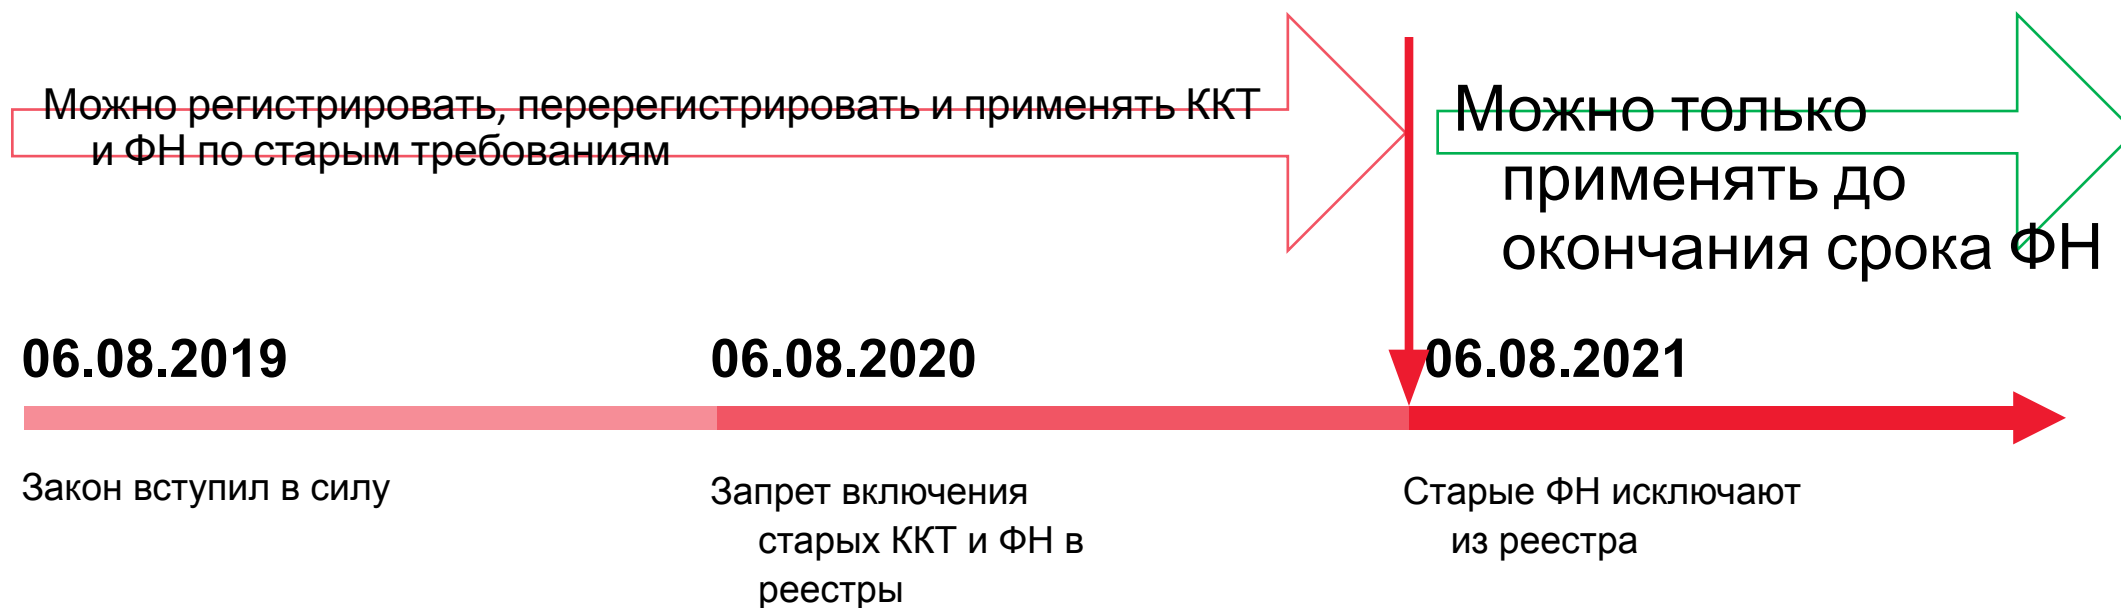 Можно регистрировать, перерегистрировать и применять ККТ
и ФН по старым требованиям
Можно только
применять до
окончания срока ФН
06.08.2019
06.08.2020
06.08.2021
Закон вступил в силу
Запрет включения
старых ККТ и ФН в
реестры
Старые ФН исключают
из реестра